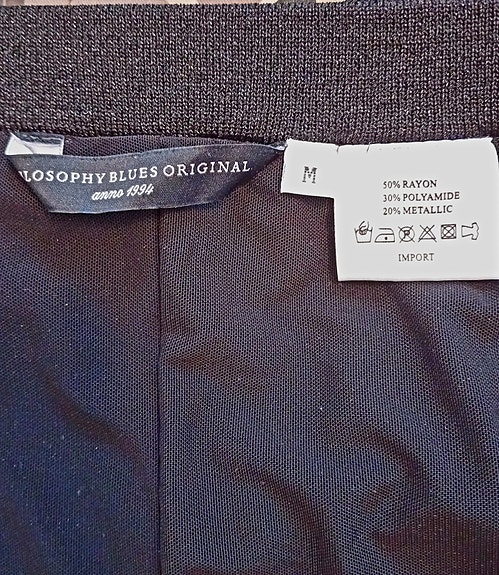 LOSOPHY BLUES ORIGINAL
anno 1994
M
50% RAYON
30% POLYAMIDE
20% METALLIC
IMPORT